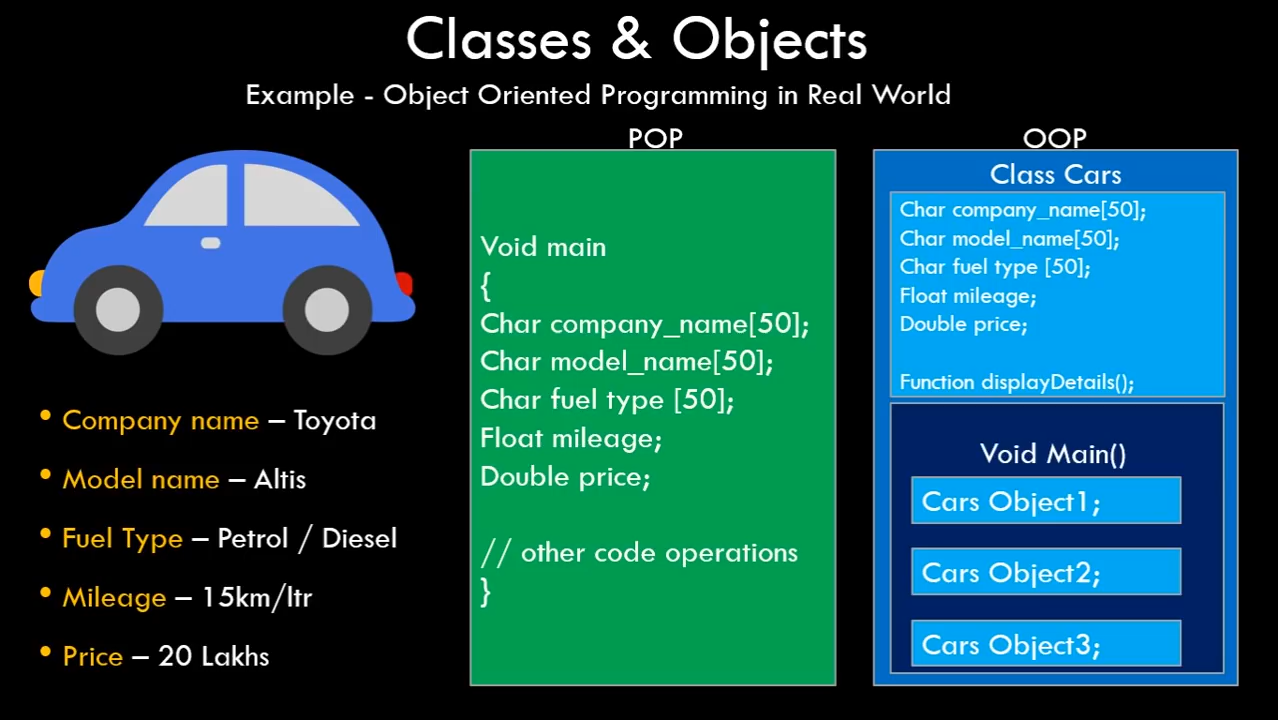 Classes & Objects
Example - Object Oriented Programming in Real World
• Company name – Toyota
• Model name – Altis
• Fuel Type – Petrol / Diesel
• Mileage – 15km/ltr
• Price – 20 Lakhs
POP
Void main
{
Char company_name[50];
Char model_name[50];
Char fuel type [50];
Float mileage;
Double price;
// other code operations
}
OOP
Class Cars
Char company_name[50];
Char model_name[50];
Char fuel type [50];
Float mileage;
Double price;
Function displayDetails();
Void Main()
Cars Object1;
Cars Object2;
Cars Object3;